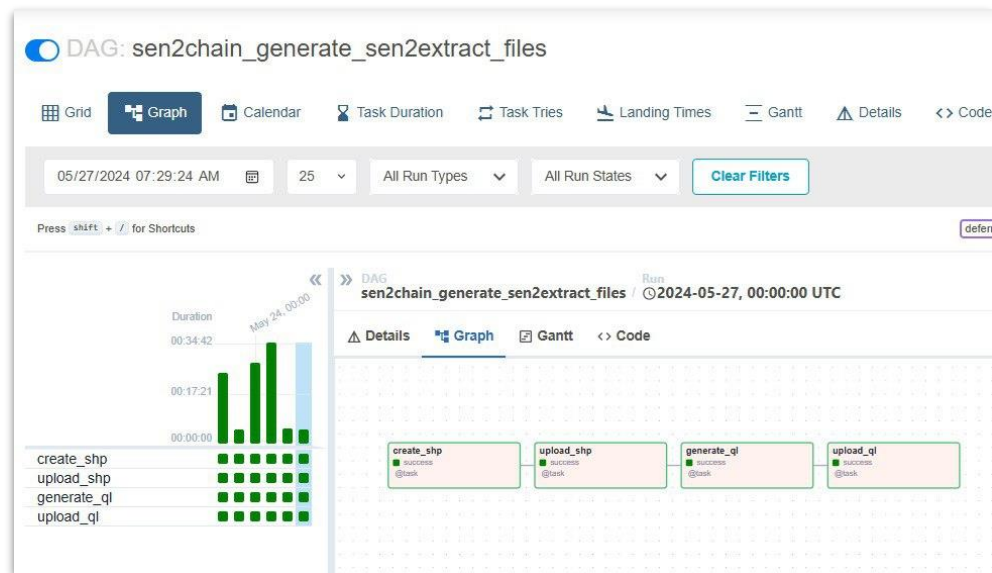 DAG: sen2chain_generate_sen2extract_files
Grid Graph Calendar Task Duration Task Tries Landing Times Gantt Details <> Code
05/27/2024 07:29:24 AM 25 All Run Types All Run States Clear Filters
Press shift + / for Shortcuts
deferr
DAG Run
sen2chain_generate_sen2extract_files / 2024-05-27, 00:00:00 UTC
Details Graph Gantt <> Code
May 24, 00:00
Duration
00:34:42
00:17:21
00:00:00
create_shp
upload_shp
generate_ql
upload_ql
create_shp
success
@task
upload_shp
success
@task
generate_ql
success
@task
upload_ql
success
@task